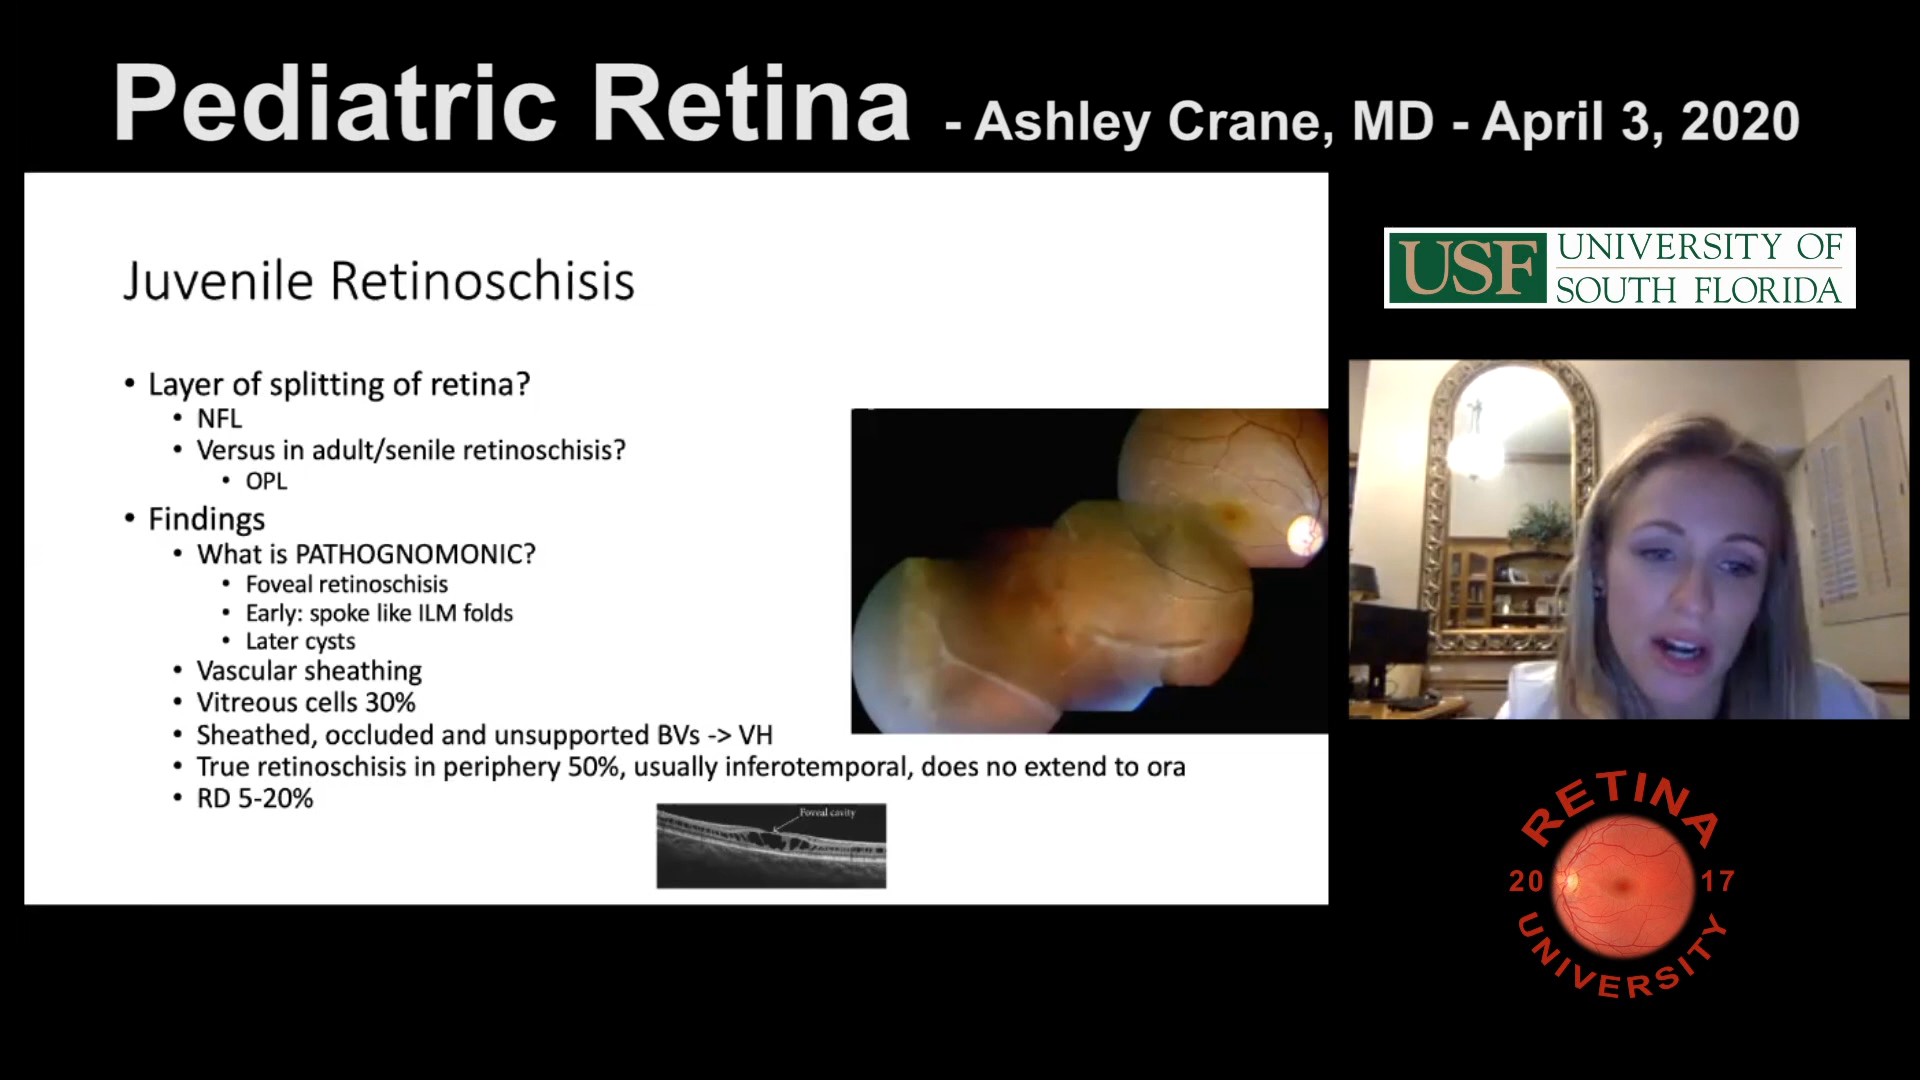 Pediatric Retina - Ashley Crane, MD - April 3, 2020
USF UNIVERSITY OF
SOUTH FLORIDA
Juvenile Retinoschisis
• Layer of splitting of retina?
• NFL
• Versus in adult/senile retinoschisis?
• OPL
• Findings
• What is PATHOGNOMONIC?
• Foveal retinoschisis
• Early: spoke like ILM folds
• Later cysts
• Vascular sheathing
• Vitreous cells 30%
• Sheathed, occluded and unsupported BVs -> VH
• True retinoschisis in periphery 50%, usually inferotemporal, does no extend to ora
• RD 5-20%
Foveal cavity
RETINA
20 17
UNIVERSITY